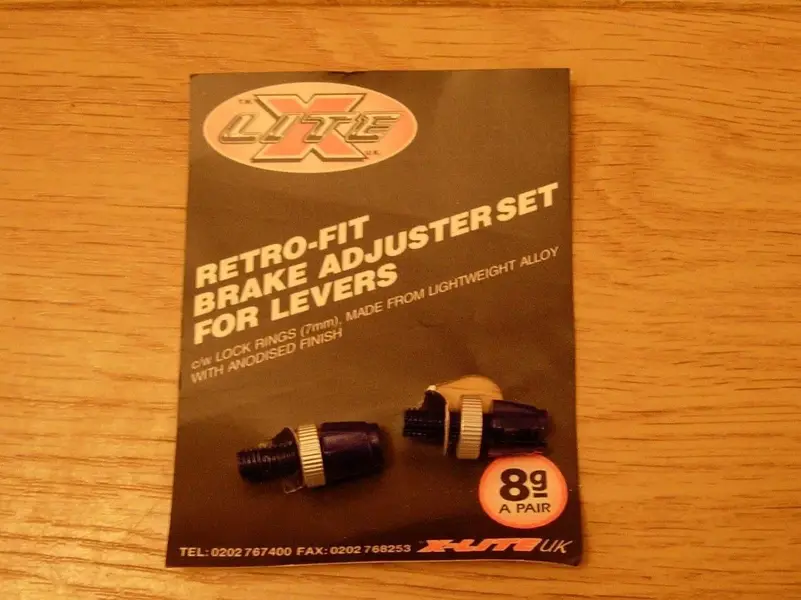 T.M.
X
LITE
U.K.
RETRO-FIT
BRAKE ADJUSTER SET
FOR LEVERS
c/w LOCK RINGS (7mm), MADE FROM LIGHTWEIGHT ALLOY
WITH ANODISED FINISH
8g
A PAIR
TEL: 0202 767400 FAX: 0202 768253 X-LITE UK